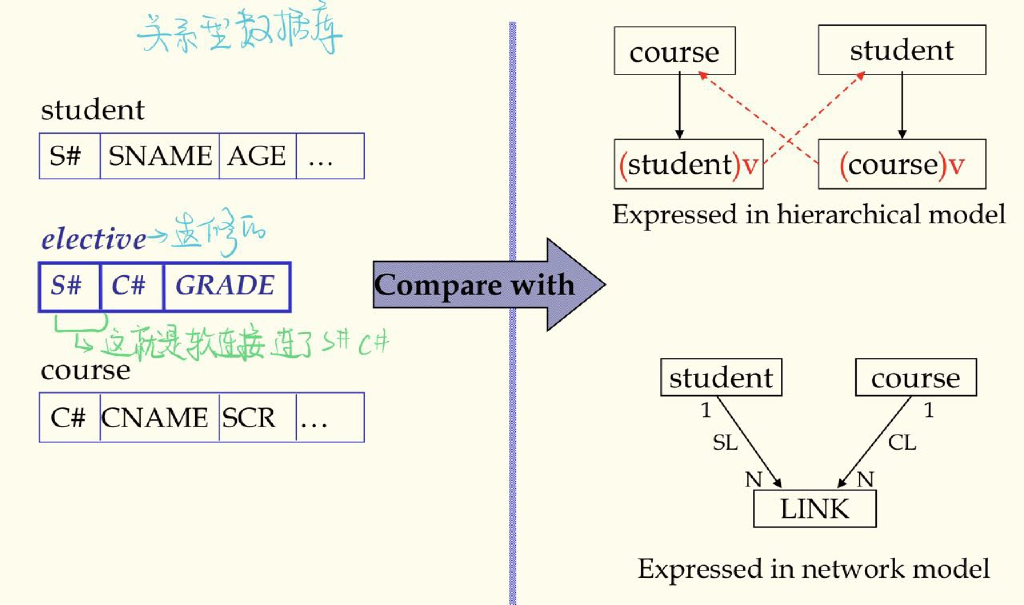 关系型数据库
student
S# SNAME AGE …
elective→选修的
S# C# GRADE
↳这就是软连接 连了 S# C#
course
C# CNAME SCR …
Compare with
course student
(student)v (course)v
Expressed in hierarchical model
student course
1 1
SL CL
N N
LINK
Expressed in network model